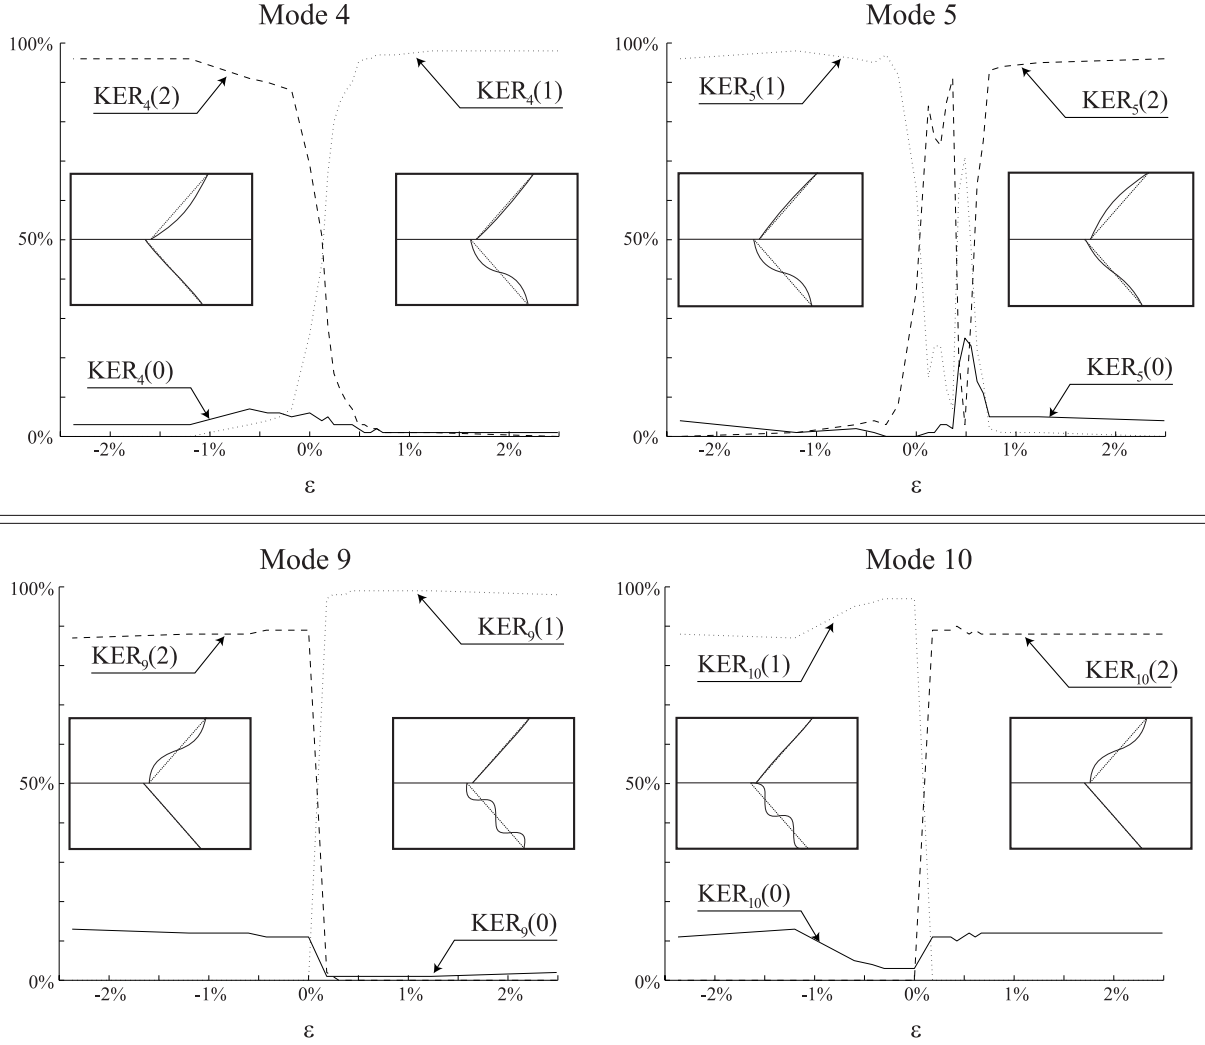 Mode 4
100%
50%
0%
KER4(2)
KER4(1)
KER4(0)
-2% -1% 0% 1% 2%
ε
Mode 5
100%
50%
0%
KER5(1)
KER5(2)
KER5(0)
-2% -1% 0% 1% 2%
ε
Mode 9
100%
50%
0%
KER9(2)
KER9(1)
KER9(0)
-2% -1% 0% 1% 2%
ε
Mode 10
100%
50%
0%
KER10(1)
KER10(2)
KER10(0)
-2% -1% 0% 1% 2%
ε